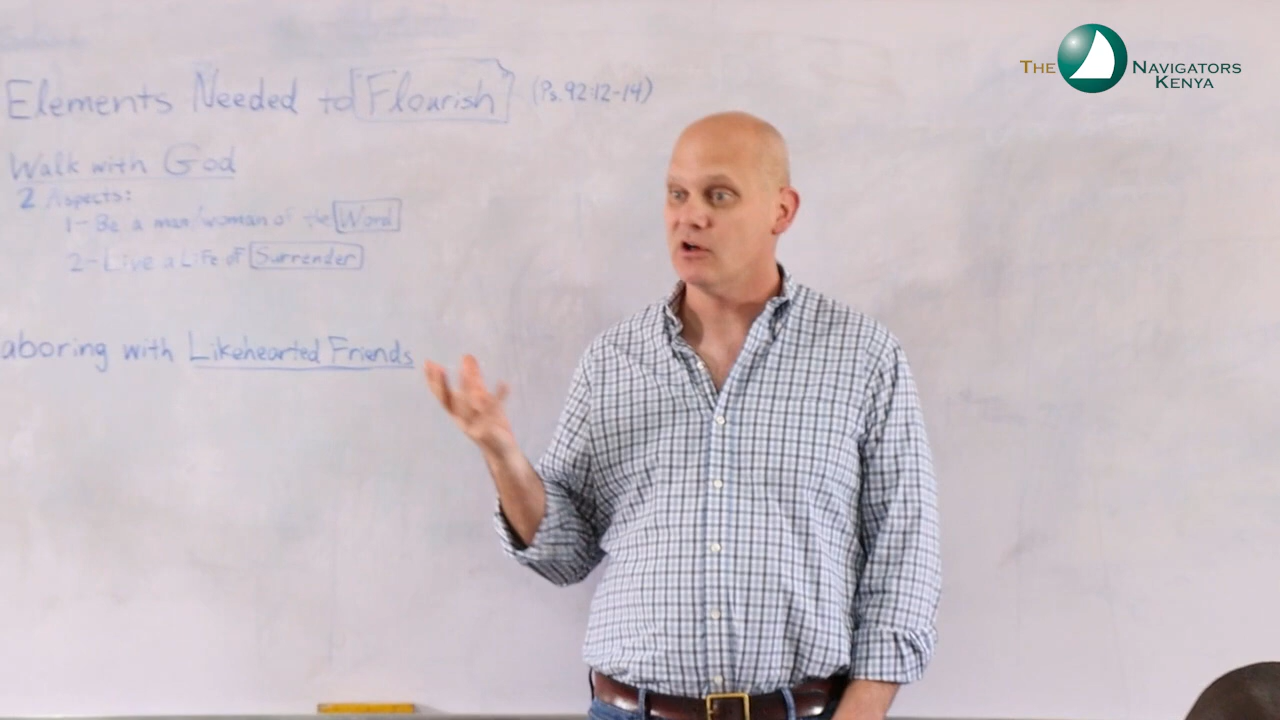 THE NAVIGATORS
KENYA
Elements Needed to Flourish (Ps. 92:12-14)
Walk with God
2 Aspects:
1- Be a man/woman of the Word
2- Live a Life of Surrender
aboring with Likehearted Friends